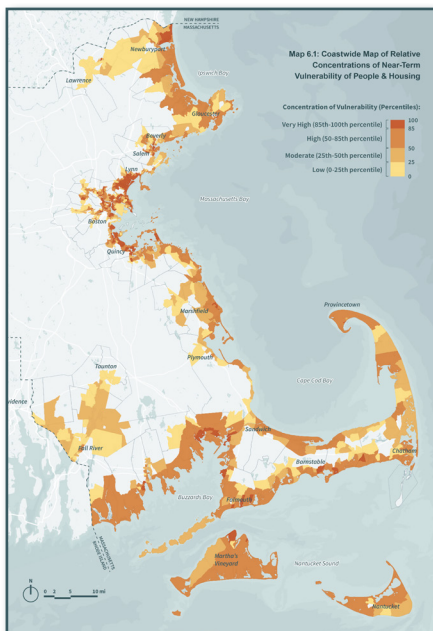 NEW HAMPSHIRE
MASSACHUSETTS
Newburyport
Map 6.1: Coastwide Map of Relative
Concentrations of Near-Term
Vulnerability of People & Housing
Lawrence
Ipswich Bay
Concentration of Vulnerability (Percentiles):
Gloucester
Very High (85th-100th percentile)
100
85
High (50-85th percentile)
50
Moderate (25th-50th percentile)
25
Low (0-25th percentile)
0
Beverly
Salem
Lynn
Massachusetts Bay
Boston
Quincy
Provincetown
Marshfield
Plymouth
Taunton
Cape Cod Bay
vidence
Sandwich
Fall River
Barnstable
Chatham
Buzzards Bay
Falmouth
MASSACHUSETTS
RHODE ISLAND
Martha's
Vineyard
Nantucket Sound
N
0 2 5 10 mi
Nantucket